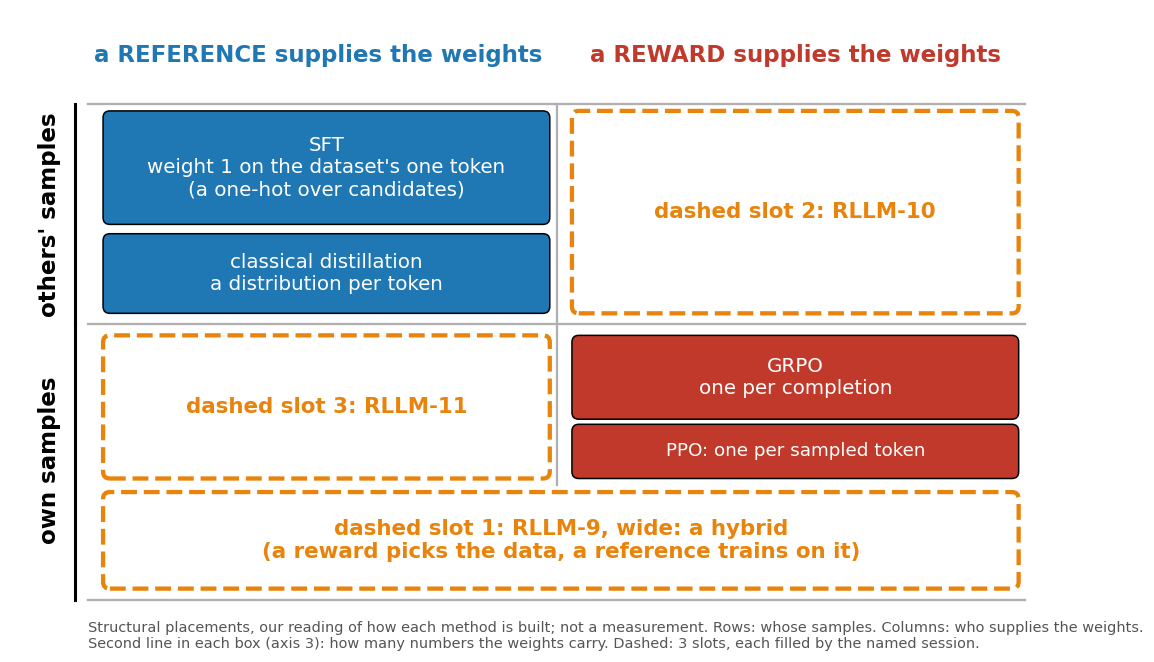 a REFERENCE supplies the weights
a REWARD supplies the weights
others' samples
SFT
weight 1 on the dataset's one token
(a one-hot over candidates)
classical distillation
a distribution per token
dashed slot 2: RLLM-10
own samples
dashed slot 3: RLLM-11
GRPO
one per completion
PPO: one per sampled token
dashed slot 1: RLLM-9, wide: a hybrid
(a reward picks the data, a reference trains on it)
Structural placements, our reading of how each method is built; not a measurement. Rows: whose samples. Columns: who supplies the weights.
Second line in each box (axis 3): how many numbers the weights carry. Dashed: 3 slots, each filled by the named session.